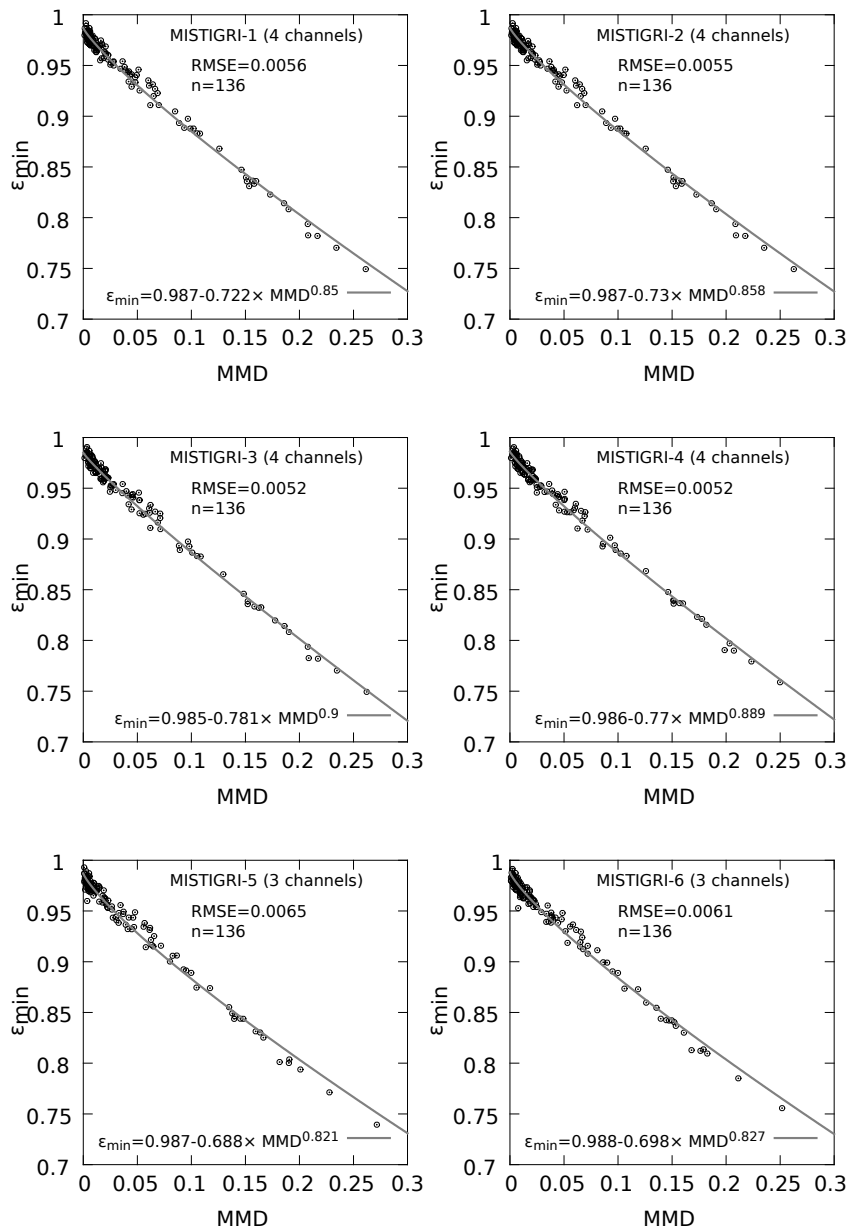 1
0.95
0.9
0.85
0.8
0.75
0.7
εmin
MISTIGRI-1 (4 channels)
RMSE=0.0056
n=136
εmin=0.987-0.722× MMD0.85
0 0.05 0.1 0.15 0.2 0.25 0.3
MMD
1
0.95
0.9
0.85
0.8
0.75
0.7
εmin
MISTIGRI-2 (4 channels)
RMSE=0.0055
n=136
εmin=0.987-0.73× MMD0.858
0 0.05 0.1 0.15 0.2 0.25 0.3
MMD
1
0.95
0.9
0.85
0.8
0.75
0.7
εmin
MISTIGRI-3 (4 channels)
RMSE=0.0052
n=136
εmin=0.985-0.781× MMD0.9
0 0.05 0.1 0.15 0.2 0.25 0.3
MMD
1
0.95
0.9
0.85
0.8
0.75
0.7
εmin
MISTIGRI-4 (4 channels)
RMSE=0.0052
n=136
εmin=0.986-0.77× MMD0.889
0 0.05 0.1 0.15 0.2 0.25 0.3
MMD
1
0.95
0.9
0.85
0.8
0.75
0.7
εmin
MISTIGRI-5 (3 channels)
RMSE=0.0065
n=136
εmin=0.987-0.688× MMD0.821
0 0.05 0.1 0.15 0.2 0.25 0.3
MMD
1
0.95
0.9
0.85
0.8
0.75
0.7
εmin
MISTIGRI-6 (3 channels)
RMSE=0.0061
n=136
εmin=0.988-0.698× MMD0.827
0 0.05 0.1 0.15 0.2 0.25 0.3
MMD